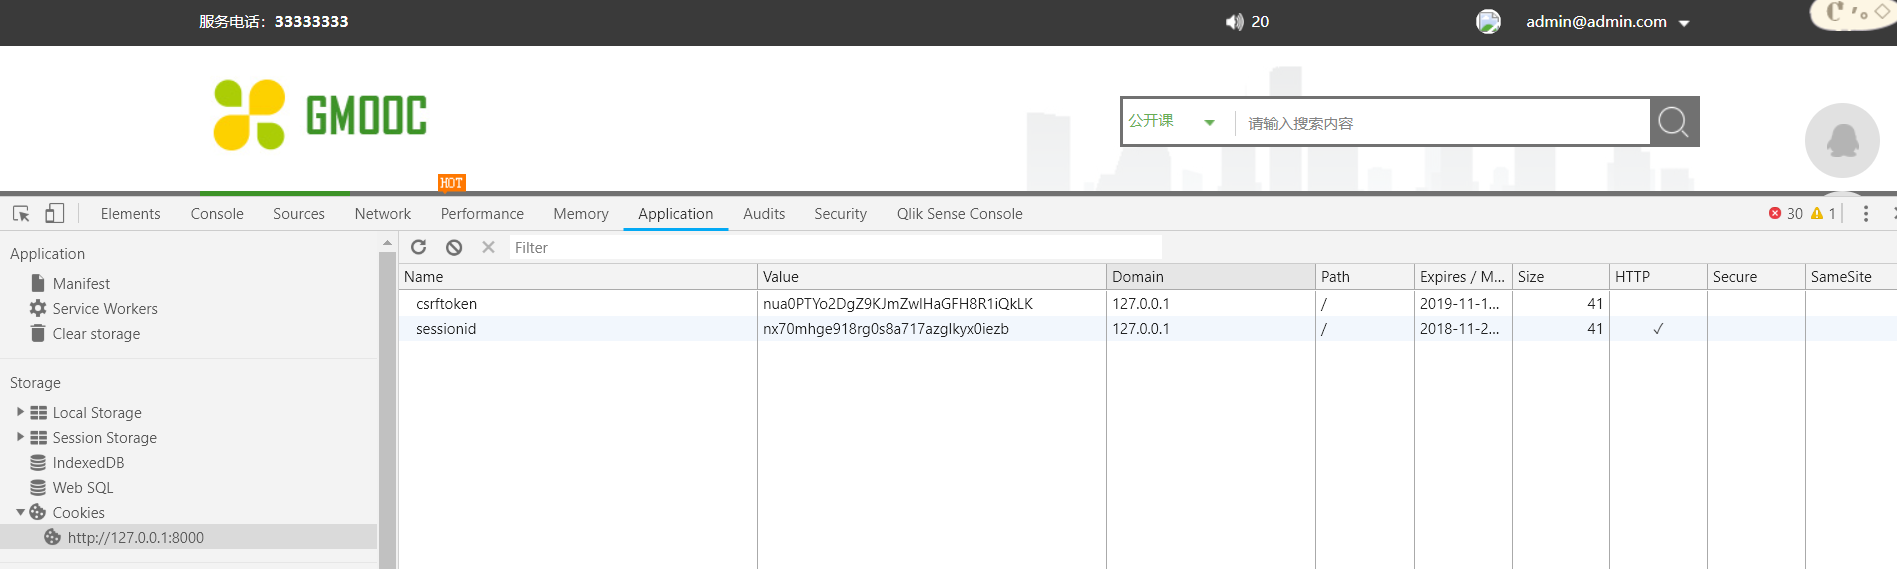 服务电话：33333333 20 admin@admin.com
GMOOC 公开课 请输入搜索内容
HOT
Elements Console Sources Network Performance Memory Application Audits Security Qlik Sense Console 30 1
Application
Manifest
Service Workers
Clear storage
Storage
Local Storage
Session Storage
IndexedDB
Web SQL
Cookies
http://127.0.0.1:8000
Filter
Name Value Domain Path Expires / M... Size HTTP Secure SameSite
csrftoken nua0PTYo2DgZ9KJmZwlHaGFH8R1iQkLK 127.0.0.1 / 2019-11-1... 41
sessionid nx70mhge918rg0s8a717azglkyx0iezb 127.0.0.1 / 2018-11-2... 41 ✓